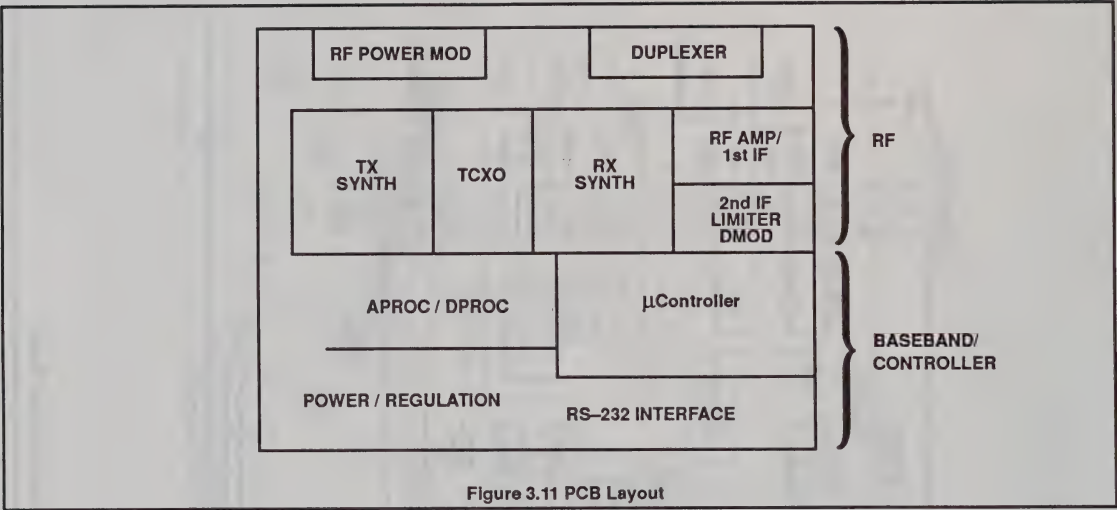 RF POWER MOD
DUPLEXER
TX
SYNTH
TCXO
RX
SYNTH
RF AMP/
1st IF
2nd IF
LIMITER
DMOD
RF
APROC / DPROC
µController
BASEBAND/
CONTROLLER
POWER / REGULATION
RS–232 INTERFACE
Figure 3.11 PCB Layout